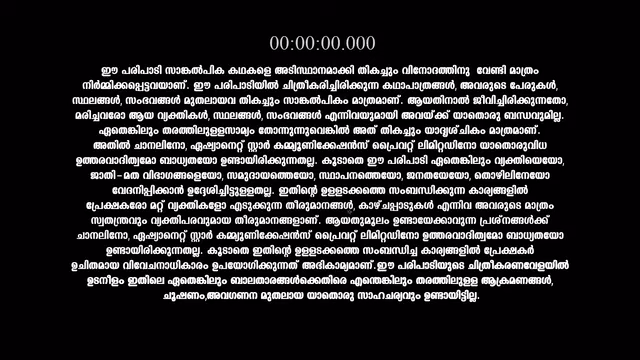 00:00:00.000
ഈ പരിപാടി സാങ്കൽപിക കഥകളെ അടിസ്ഥാനമാക്കി തികച്ചും വിനോദത്തിനു വേണ്ടി മാത്രം
നിർമ്മിക്കപ്പെട്ടവയാണ്. ഈ പരിപാടിയിൽ ചിത്രീകരിച്ചിരിക്കുന്ന കഥാപാത്രങ്ങൾ, അവരുടെ പേരുകൾ,
സ്ഥലങ്ങൾ, സംഭവങ്ങൾ മുതലായവ തികച്ചും സാങ്കൽപികം മാത്രമാണ്. ആയതിനാൽ ജീവിച്ചിരിക്കുന്നതോ,
മരിച്ചവരോ ആയ വ്യക്തികൾ, സ്ഥലങ്ങൾ, സംഭവങ്ങൾ എന്നിവയുമായി അവയ്ക്ക് യാതൊരു ബന്ധവുമില്ല.
ഏതെങ്കിലും തരത്തിലുളളസാമ്യം തോന്നുന്നുവെങ്കിൽ അത് തികച്ചും യാദൃശ്ചികം മാത്രമാണ്.
അതിൽ ചാനലിനോ, ഏഷ്യാനെറ്റ് സ്റ്റാർ കമ്മ്യൂണിക്കേഷൻസ് പ്രൈവറ്റ് ലിമിറ്റഡിനോ യാതൊരുവിധ
ഉത്തരവാദിത്വമോ ബാധ്യതയോ ഉണ്ടായിരിക്കുന്നതല്ല. കൂടാതെ ഈ പരിപാടി ഏതെങ്കിലും വ്യക്തിയെയോ,
ജാതി-മത വിഭാഗങ്ങളെയോ, സമുദായത്തെയോ, സ്ഥാപനത്തെയോ, ജനതയേയോ, തൊഴിലിനേയോ
വേദനിപ്പിക്കാൻ ഉദ്ദേശിച്ചിട്ടുളളതല്ല. ഇതിന്റെ ഉളളടക്കത്തെ സംബന്ധിക്കുന്ന കാര്യങ്ങളിൽ
പ്രേക്ഷകരോ മറ്റ് വ്യക്തികളോ എടുക്കുന്ന തീരുമാനങ്ങൾ, കാഴ്ചപ്പാടുകൾ എന്നിവ അവരുടെ മാത്രം
സ്വതന്ത്രവും വ്യക്തിപരവുമായ തീരുമാനങ്ങളാണ്. ആയതുമൂലം ഉണ്ടായേക്കാവുന്ന പ്രശ്നങ്ങൾക്ക്
ചാനലിനോ, ഏഷ്യാനെറ്റ് സ്റ്റാർ കമ്മ്യൂണിക്കേഷൻസ് പ്രൈവറ്റ് ലിമിറ്റഡിനോ ഉത്തരവാദിത്വമോ ബാധ്യതയോ
ഉണ്ടായിരിക്കുന്നതല്ല. കൂടാതെ ഇതിന്റെ ഉളളടക്കത്തെ സംബന്ധിച്ച കാര്യങ്ങളിൽ പ്രേക്ഷകർ
ഉചിതമായ വിവേചനാധികാരം ഉപയോഗിക്കുന്നത് അഭികാമ്യമാണ്.ഈ പരിപാടിയുടെ ചിത്രീകരണവേളയിൽ
ഉടനീളം ഇതിലെ ഏതെങ്കിലും ബാലതാരങ്ങൾക്കെതിരെ എന്തെങ്കിലും തരത്തിലുളള ആക്രമണങ്ങൾ,
ചൂഷണം,അവഗണന മുതലായ യാതൊരു സാഹചര്യവും ഉണ്ടായിട്ടില്ല.